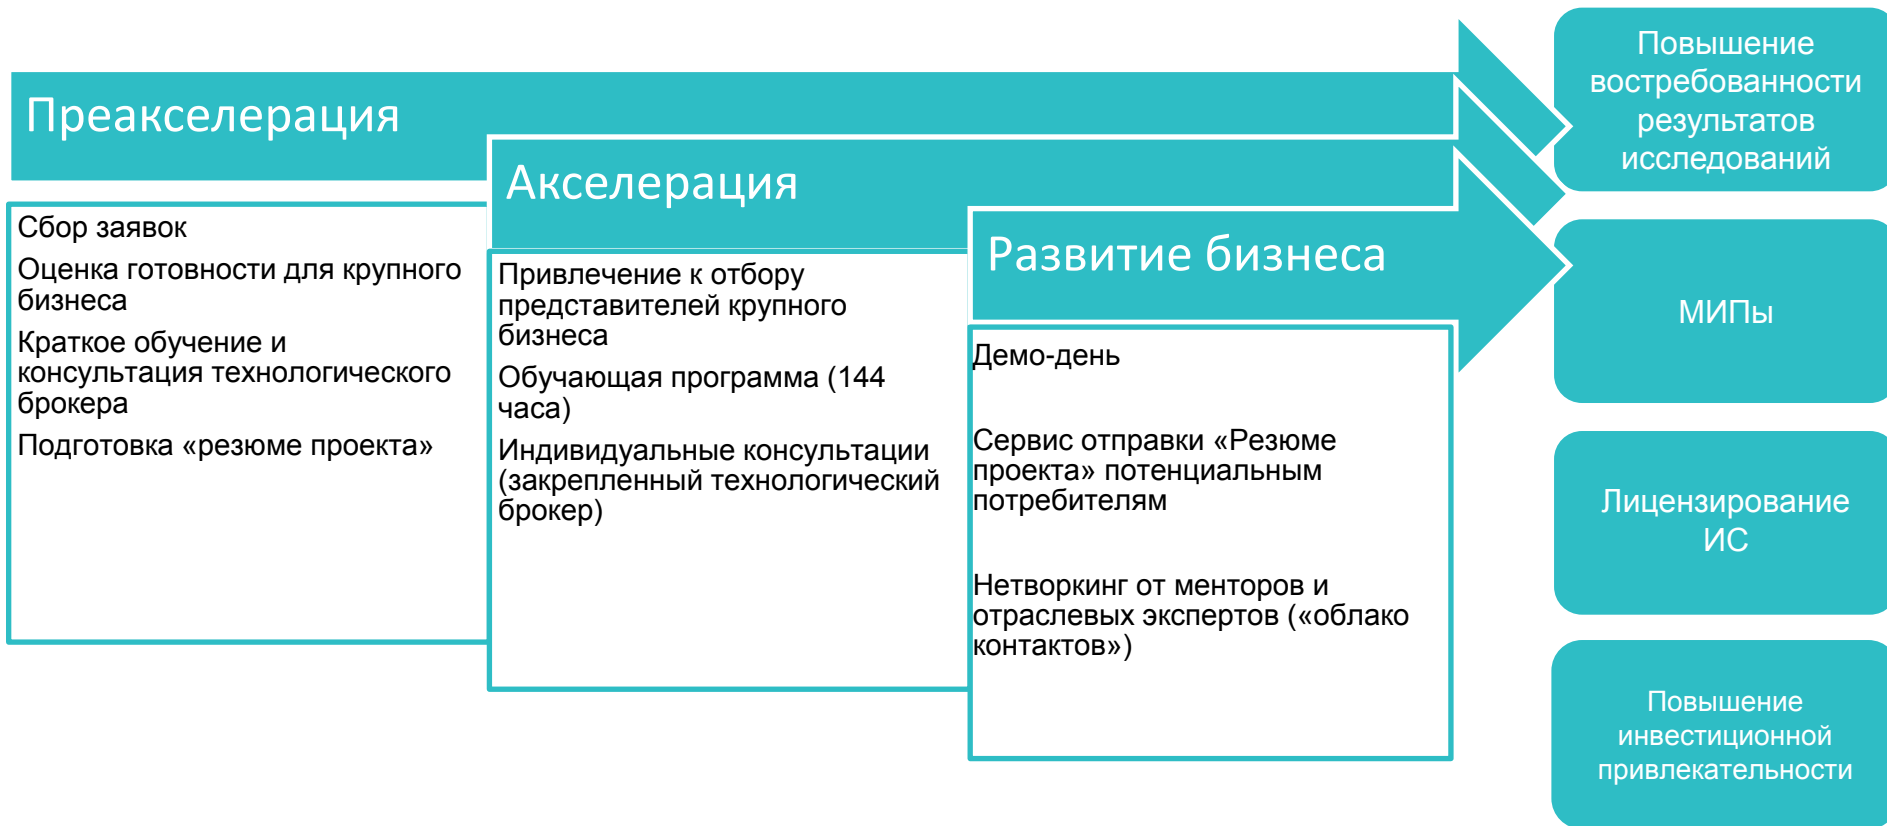 Преакселерация
Сбор заявок
Оценка готовности для крупного
бизнеса
Краткое обучение и
консультация технологического
брокера
Подготовка «резюме проекта»
Акселерация
Привлечение к отбору
представителей крупного
бизнеса
Обучающая программа (144
часа)
Индивидуальные консультации
(закрепленный технологический
брокер)
Развитие бизнеса
Демо-день
Сервис отправки «Резюме
проекта» потенциальным
потребителям
Нетворкинг от менторов и
отраслевых экспертов («облако
контактов»)
Повышение
востребованности
результатов
исследований
МИПы
Лицензирование
ИС
Повышение
инвестиционной
привлекательности